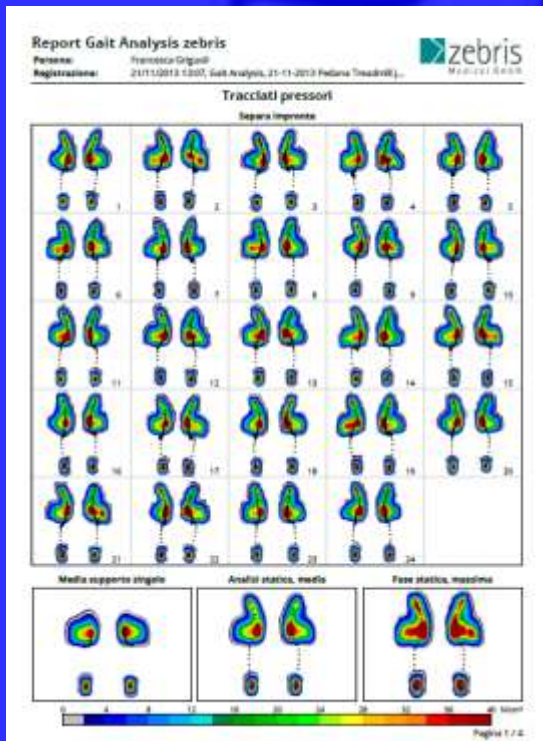 Report Gait Analysis zebris
zebris
Medical GmbH
Persona: Francesca
Registrazione: 21/11/2013 13:07, Gait Analysis, 21-11-2013 Pedana Treadmill
Tracciati pressori
Separa impronte
1 2 3 4 5
6 7 8 9 10
11 12 13 14 15
16 17 18 19 20
21 22 23 24
Media supporto singolo Analisi statica, media Fase statica, massima
0 4 8 12 16 20 24 28 32 36 40 N/cm²
Pagina 1 / 4